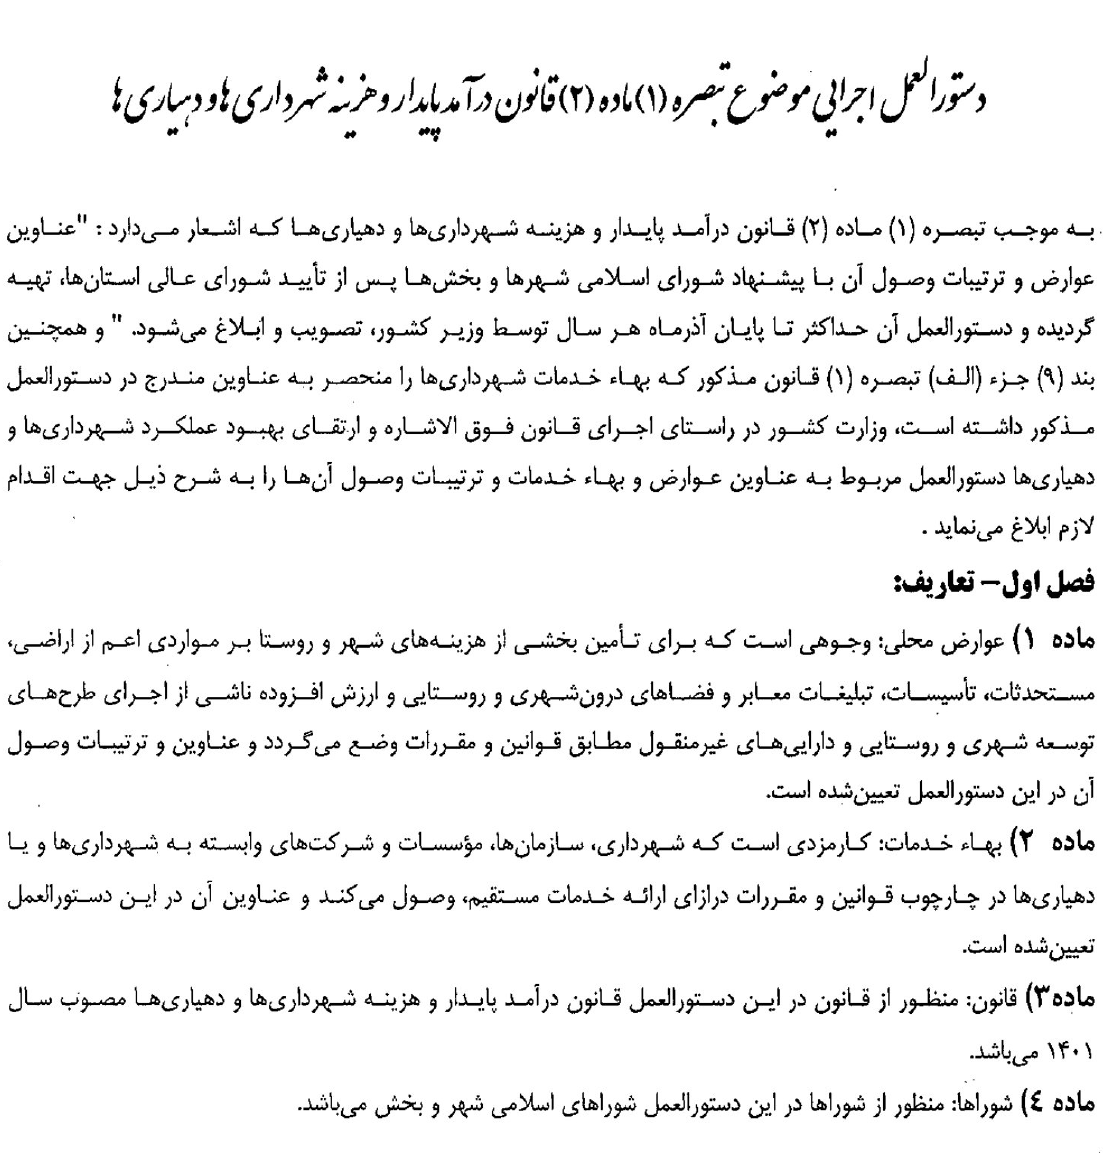 دستورالعمل اجرایی موضوع تبصره (۱) ماده (۲) قانون درآمد پایدار و هزینه شهرداری ها و دهیاری ها
به موجب تبصره (۱) ماده (۲) قانون درآمد پایدار و هزینه شهرداری‌ها و دهیاری‌ها که اشعار می‌دارد : "عناوین
عوارض و ترتیبات وصول آن با پیشنهاد شورای اسلامی شهرها و بخش‌ها پس از تأیید شورای عالی استان‌ها، تهیه
گردیده و دستورالعمل آن حداکثر تا پایان آذرماه هر سال توسط وزیر کشور، تصویب و ابلاغ می‌شود. " و همچنین
بند (۹) جزء (الف) تبصره (۱) قانون مذکور که بهاء خدمات شهرداری‌ها را منحصر به عناوین مندرج در دستورالعمل
مذکور داشته است، وزارت کشور در راستای اجرای قانون فوق الاشاره و ارتقای بهبود عملکرد شهرداری‌ها و
دهیاری‌ها دستورالعمل مربوط به عناوین عوارض و بهاء خدمات و ترتیبات وصول آن‌ها را به شرح ذیل جهت اقدام
لازم ابلاغ می‌نماید .
فصل اول– تعاریف:
ماده ۱) عوارض محلی: وجوهی است که برای تأمین بخشی از هزینه‌های شهر و روستا بر مواردی اعم از اراضی،
مستحدثات، تأسیسات، تبلیغات معابر و فضاهای درون‌شهری و روستایی و ارزش افزوده ناشی از اجرای طرح‌های
توسعه شهری و روستایی و دارایی‌های غیرمنقول مطابق قوانین و مقررات وضع می‌گردد و عناوین و ترتیبات وصول
آن در این دستورالعمل تعیین‌شده است.
ماده ۲) بهاء خدمات: کارمزدی است که شهرداری، سازمان‌ها، مؤسسات و شرکت‌های وابسته به شهرداری‌ها و یا
دهیاری‌ها در چارچوب قوانین و مقررات درازای ارائه خدمات مستقیم، وصول می‌کند و عناوین آن در این دستورالعمل
تعیین‌شده است.
ماده۳) قانون: منظور از قانون در این دستورالعمل قانون درآمد پایدار و هزینه شهرداری‌ها و دهیاری‌ها مصوب سال
۱۴۰۱ می‌باشد.
ماده ٤) شوراها: منظور از شوراها در این دستورالعمل شوراهای اسلامی شهر و بخش می‌باشد.